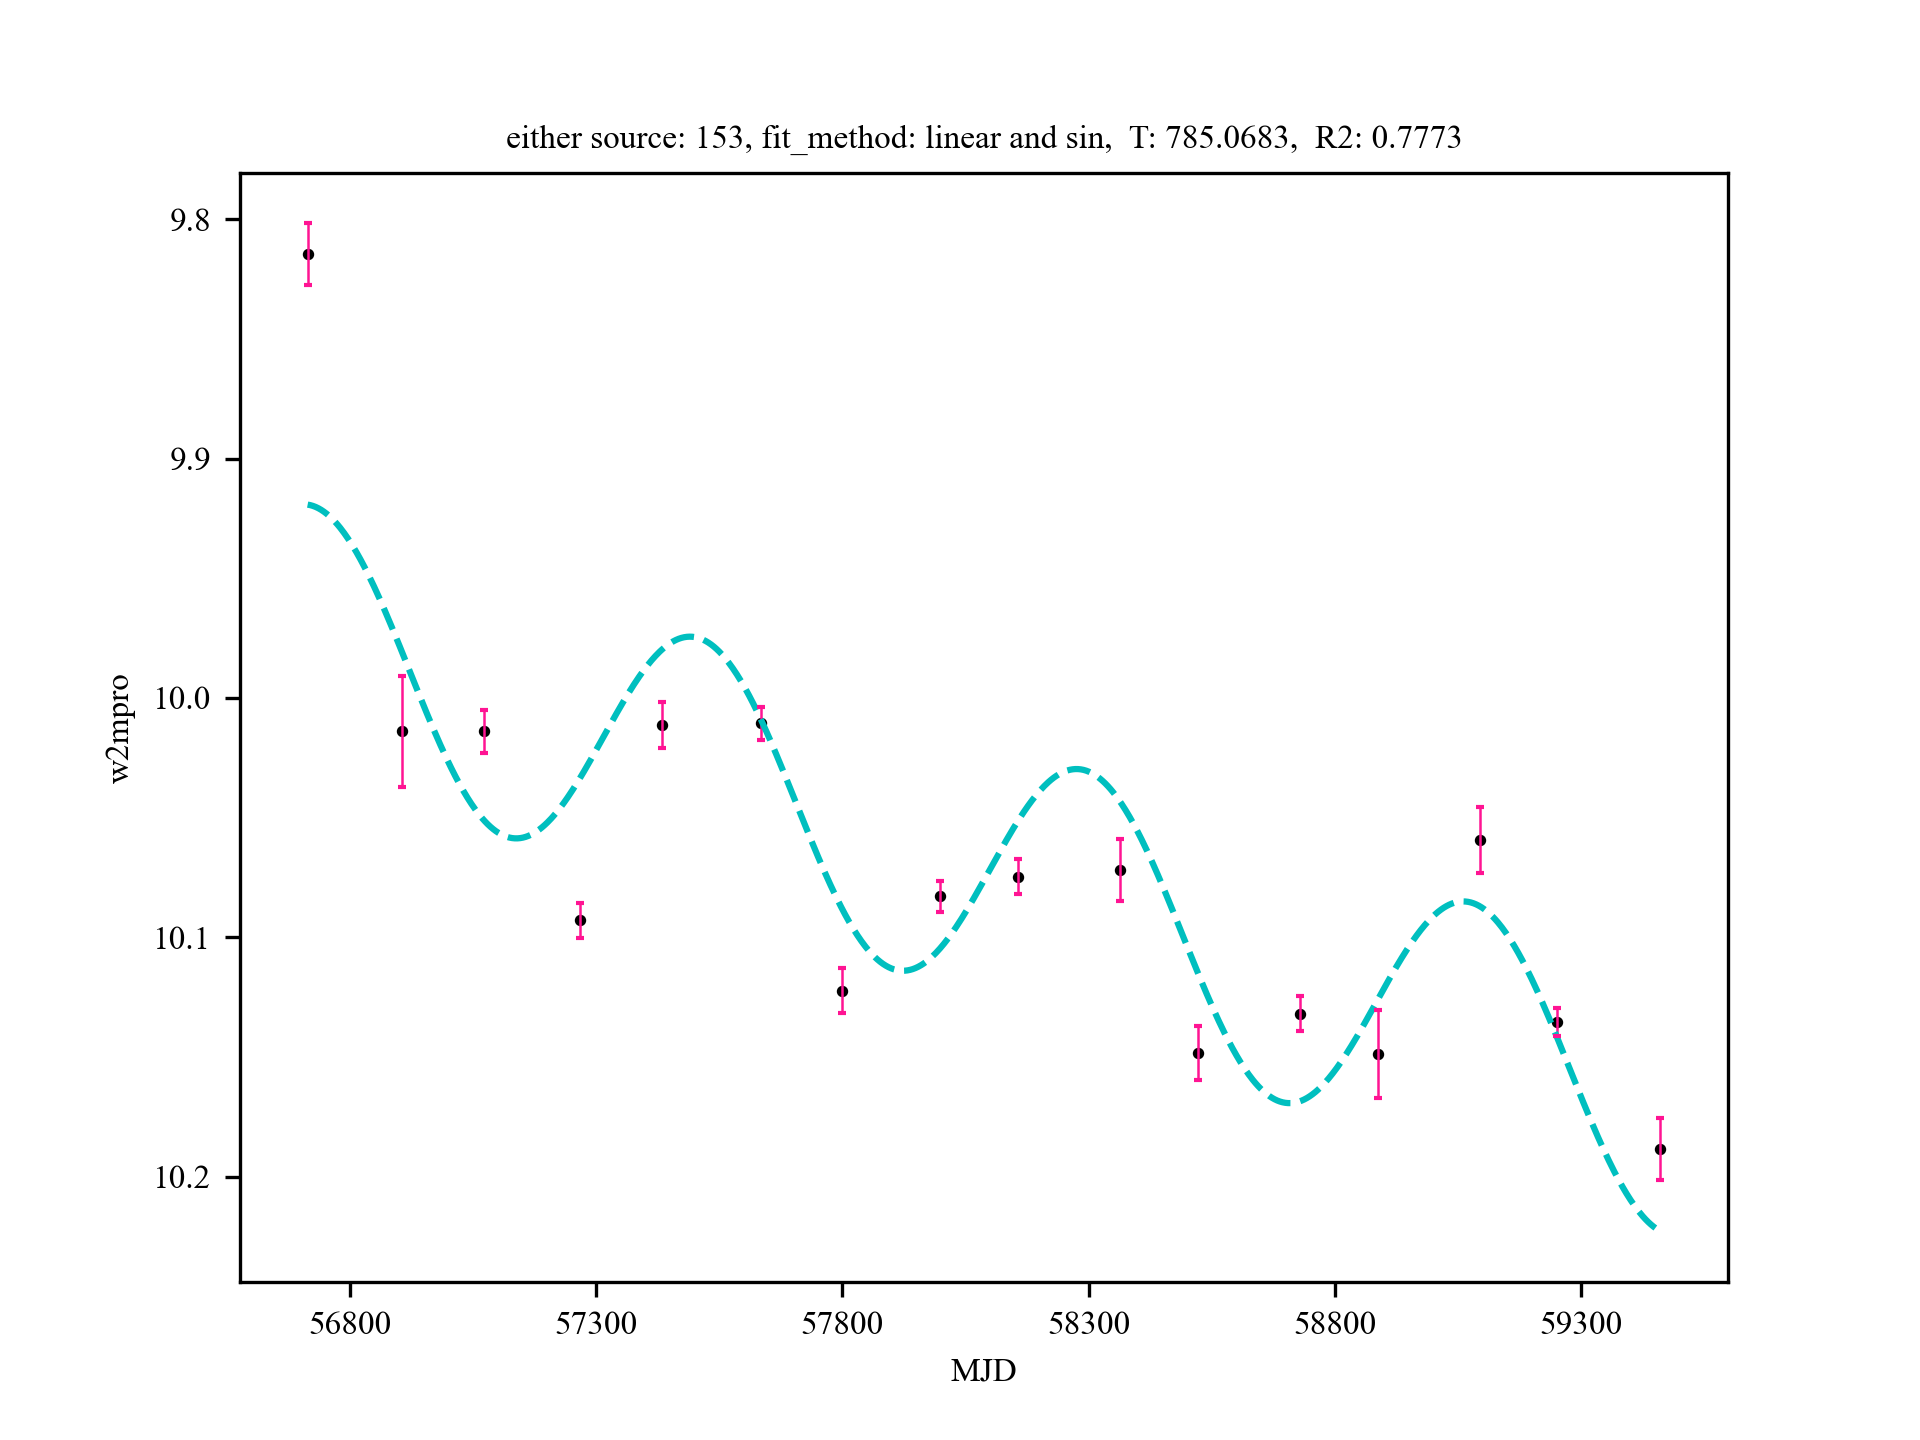 either source: 153, fit_method: linear and sin,  T: 785.0683,  R2: 0.7773
9.8
9.9
10.0
10.1
10.2
w2mpro
56800 57300 57800 58300 58800 59300
MJD